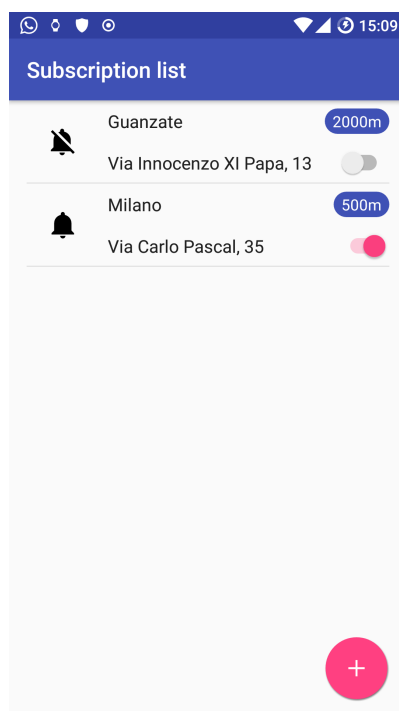 15:09
Subscription list
Guanzate 2000m
Via Innocenzo XI Papa, 13
Milano 500m
Via Carlo Pascal, 35